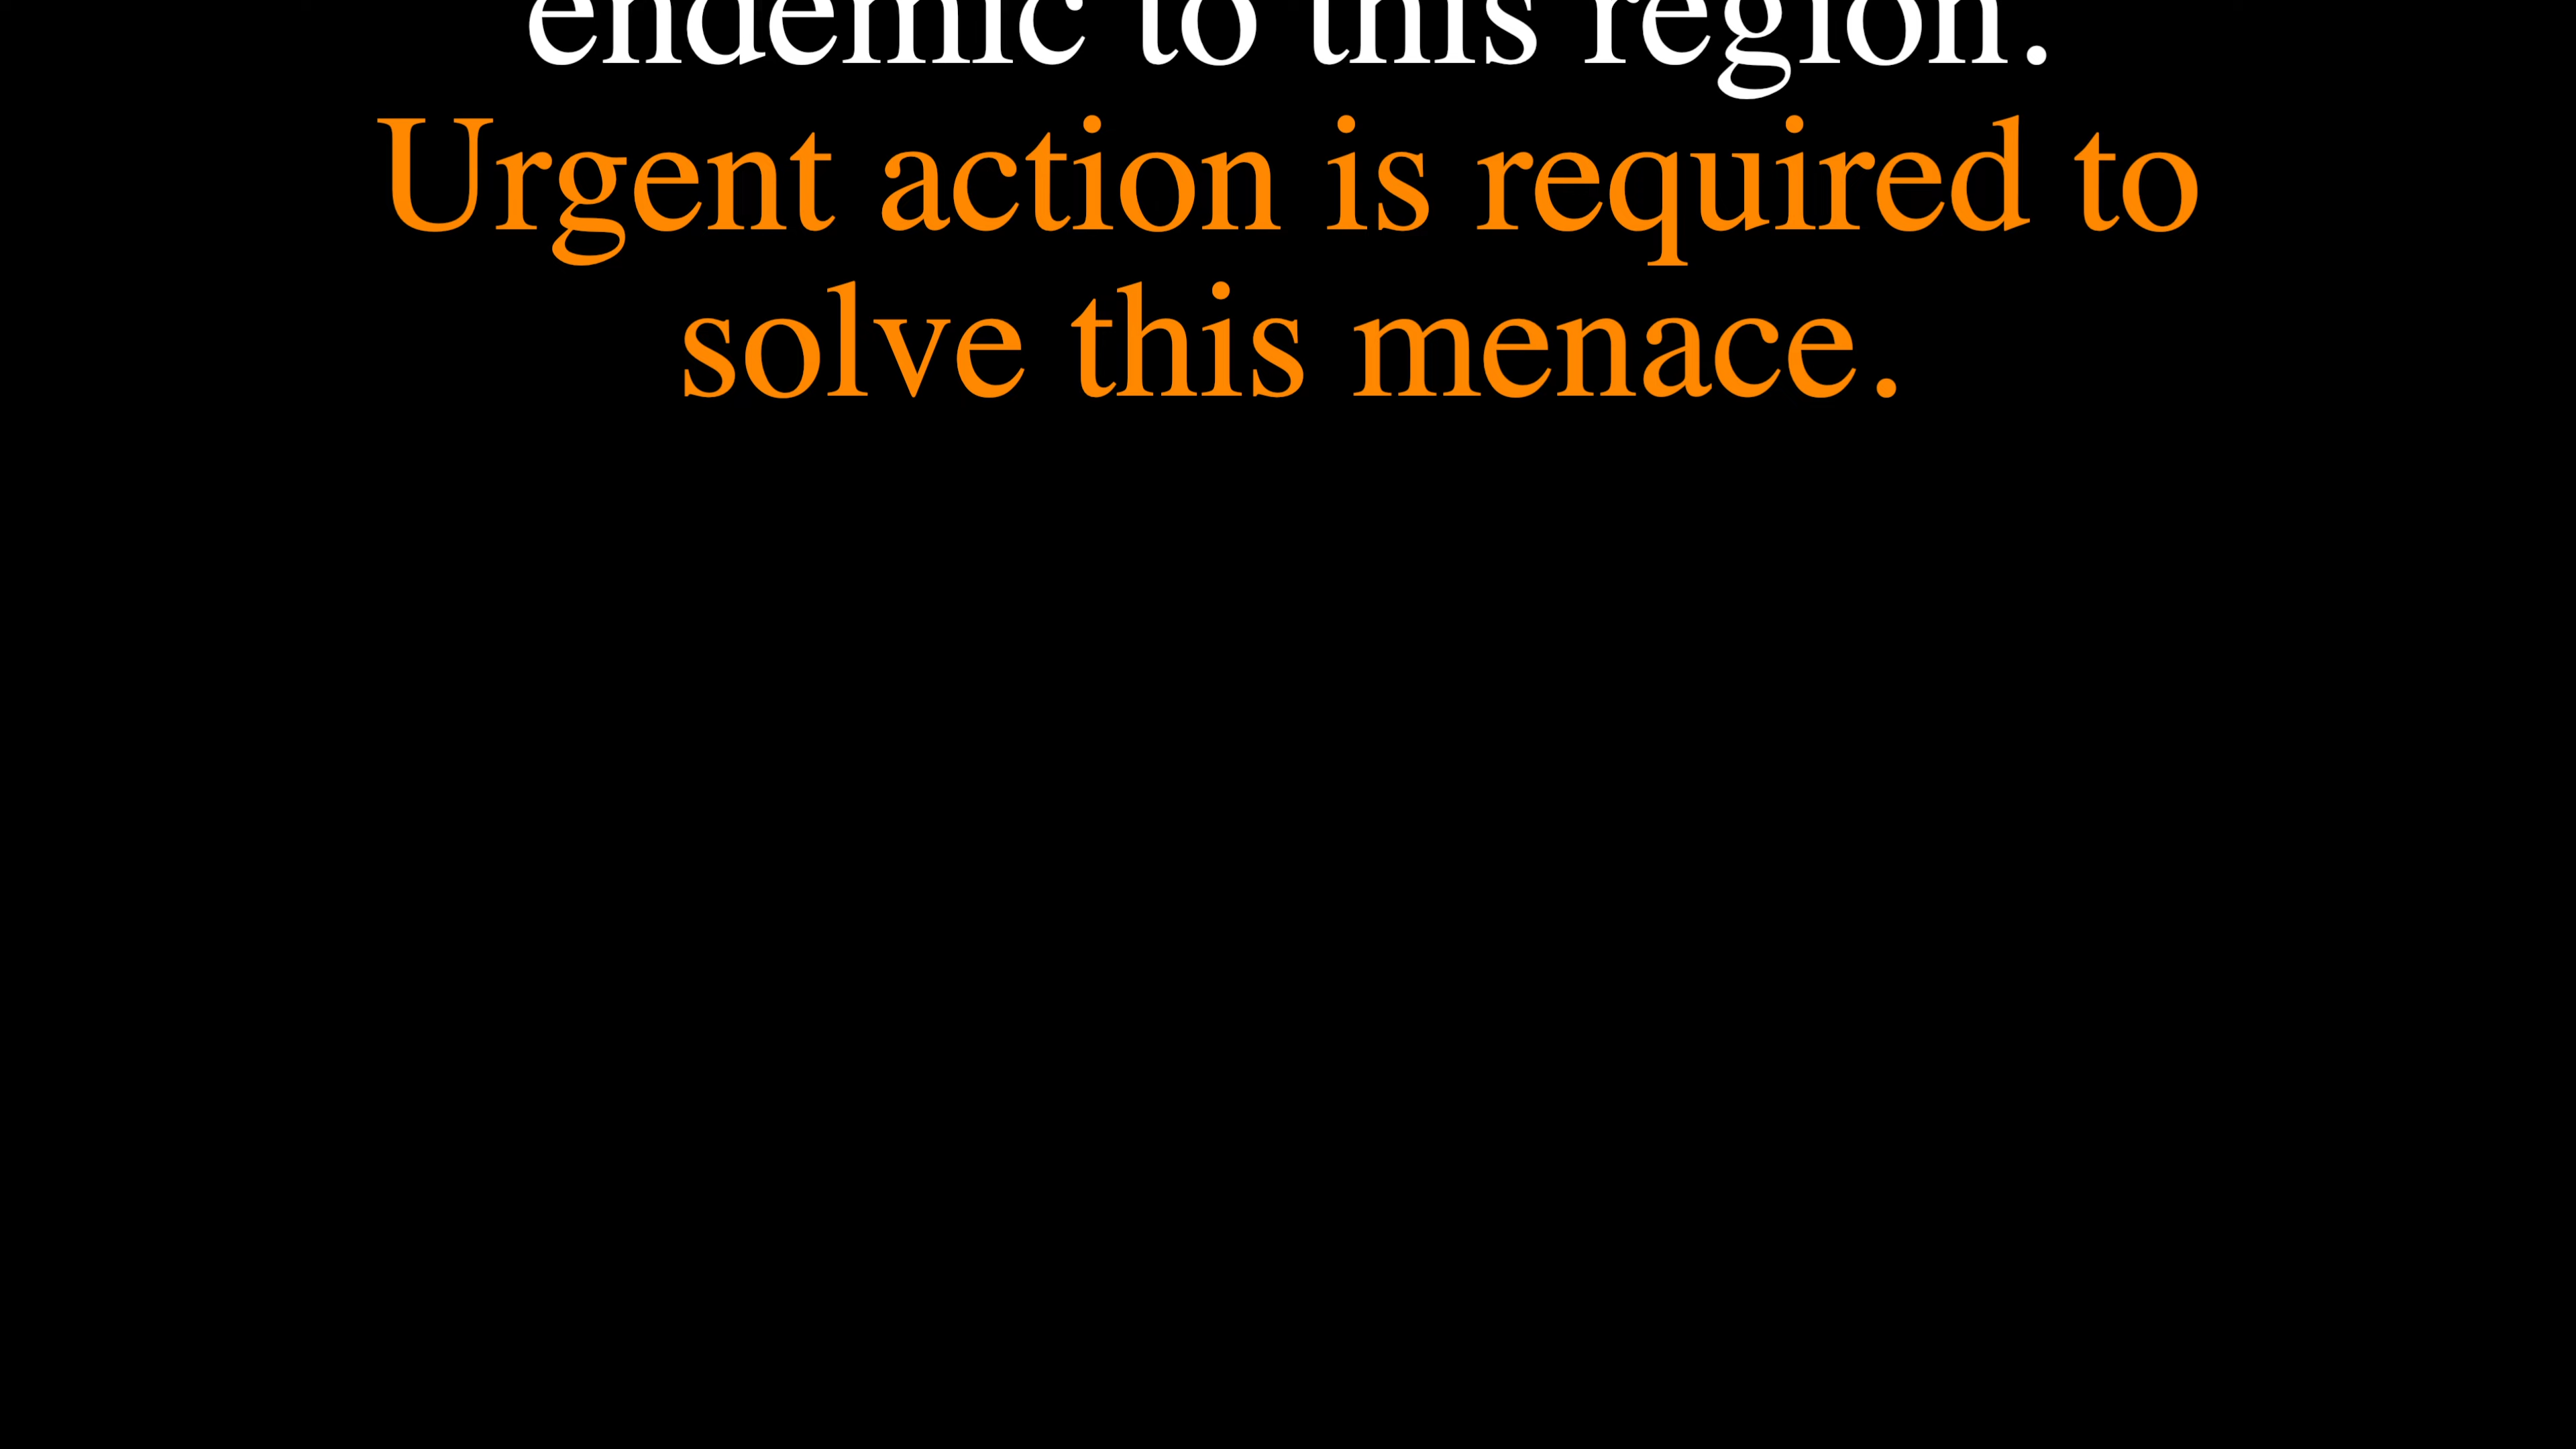 endemic to this region.
Urgent action is required to
solve this menace.